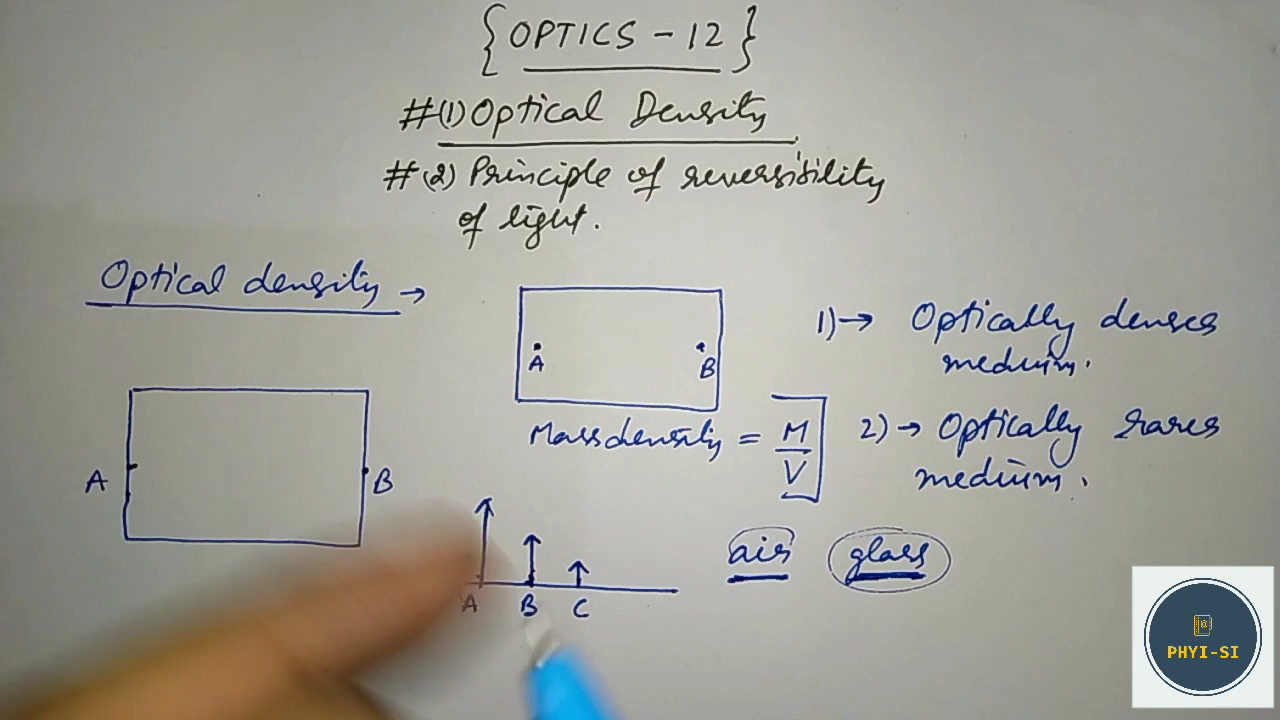 {OPTICS - 12}
#(1) Optical Density
#(2) Principle of reversibility
of light.
Optical density →
A B
1) → Optically denser
medium.
Mass density = M
V
2) → Optically rarer
medium.
A B
air glass
A B C
PHYI-SI